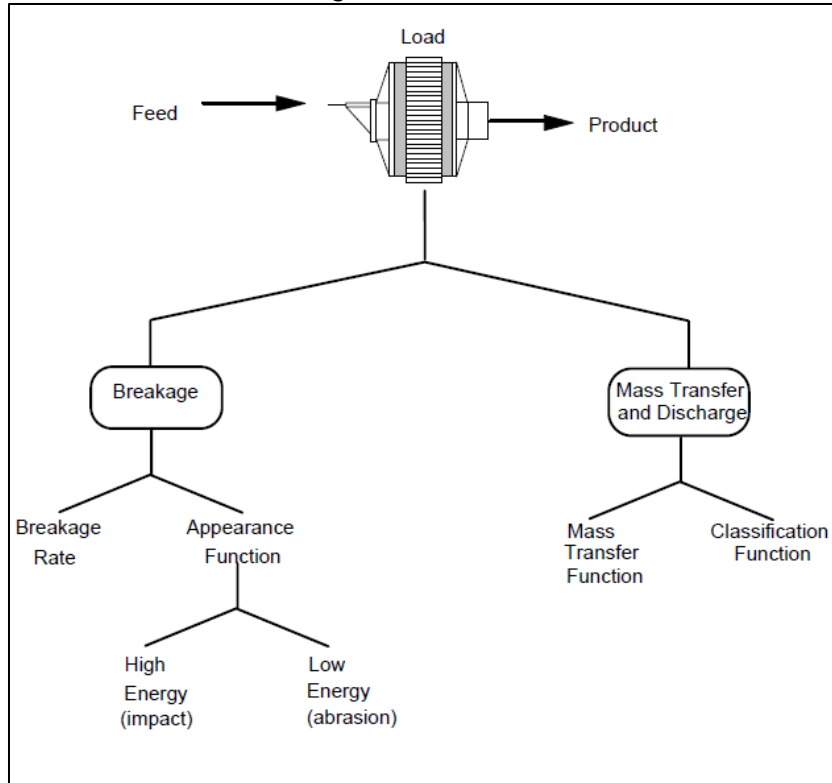 Load
Feed
Product
Breakage
Mass Transfer
and Discharge
Breakage
Rate
Appearance
Function
Mass
Transfer
Function
Classification
Function
High
Energy
(impact)
Low
Energy
(abrasion)